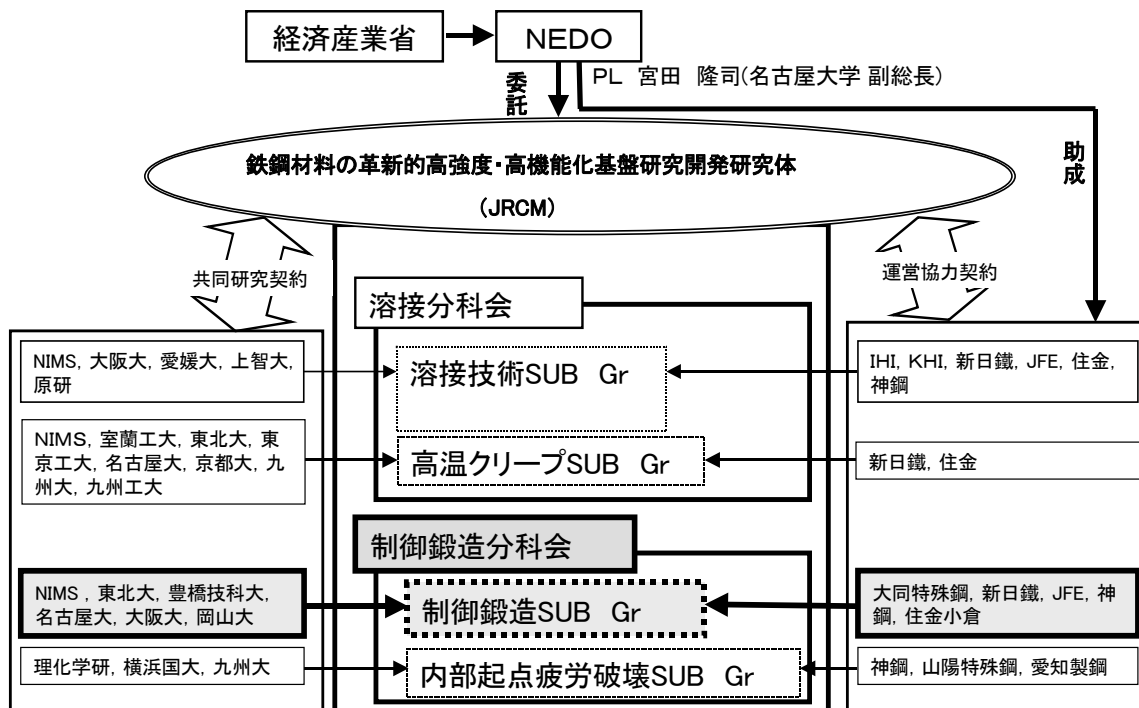 経済産業省
NEDO
PL 宮田 隆司(名古屋大学 副総長)
委託
助成
鉄鋼材料の革新的高強度・高機能化基盤研究開発研究体
(JRCM)
共同研究契約
運営協力契約
溶接分科会
NIMS, 大阪大, 愛媛大, 上智大,
原研
溶接技術SUB Gr
IHI, KHI, 新日鐵, JFE, 住金,
神鋼
NIMS, 室蘭工大, 東北大, 東
京工大, 名古屋大, 京都大, 九
州大, 九州工大
高温クリープSUB Gr
新日鐵, 住金
制御鍛造分科会
NIMS , 東北大, 豊橋技科大,
名古屋大, 大阪大, 岡山大
制御鍛造SUB Gr
大同特殊鋼, 新日鐵, JFE, 神
鋼, 住金小倉
理化学研, 横浜国大, 九州大
内部起点疲労破壊SUB Gr
神鋼, 山陽特殊鋼, 愛知製鋼